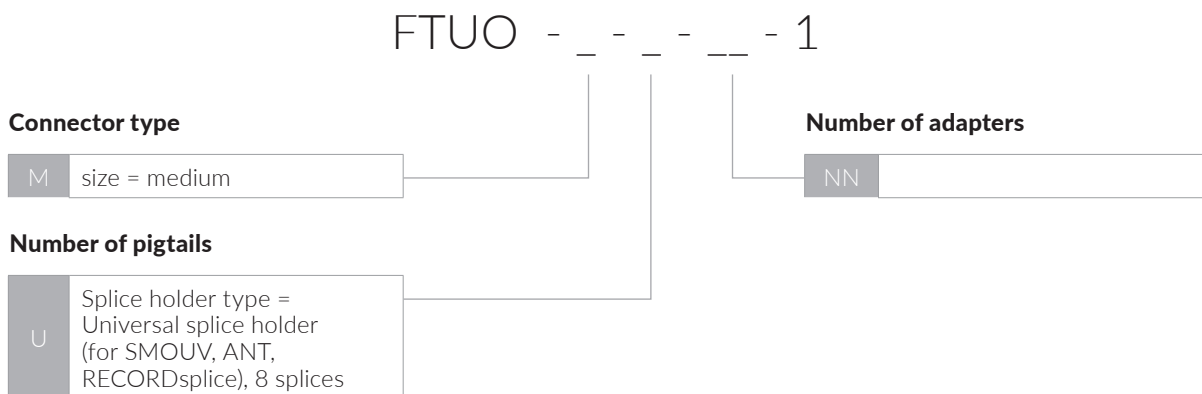 FTUO - _ - _ - __ - 1
Connector type
M size = medium
Number of pigtails
U Splice holder type =
Universal splice holder
(for SMOUV, ANT,
RECORDsplice), 8 splices
Number of adapters
NN